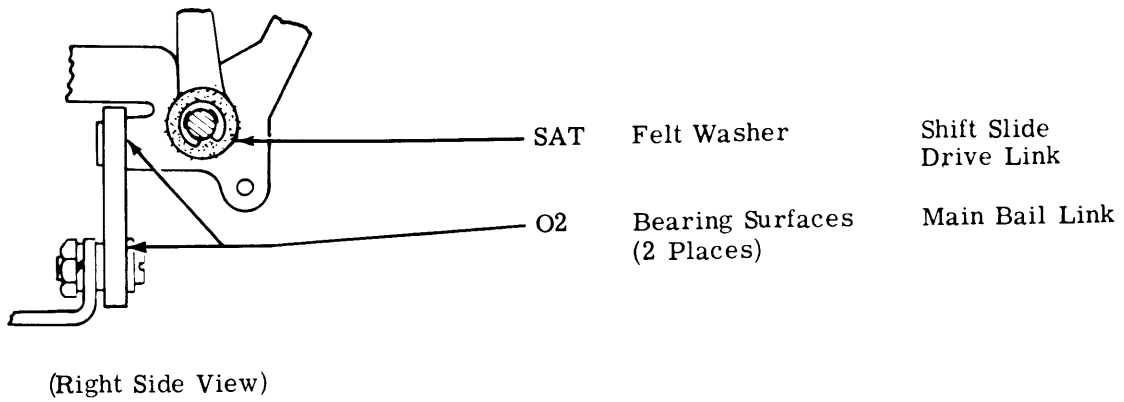 SAT Felt Washer Shift Slide
Drive Link
O2 Bearing Surfaces Main Bail Link
(2 Places)
(Right Side View)